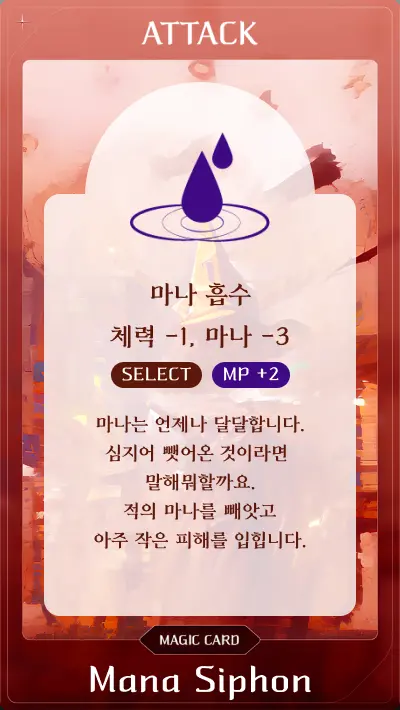 ATTACK
마나 흡수
체력 -1, 마나 -3
SELECT MP +2
마나는 언제나 달달합니다.
심지어 뺏어온 것이라면
말해뭐할까요.
적의 마나를 빼앗고
아주 작은 피해를 입힙니다.
MAGIC CARD
Mana Siphon